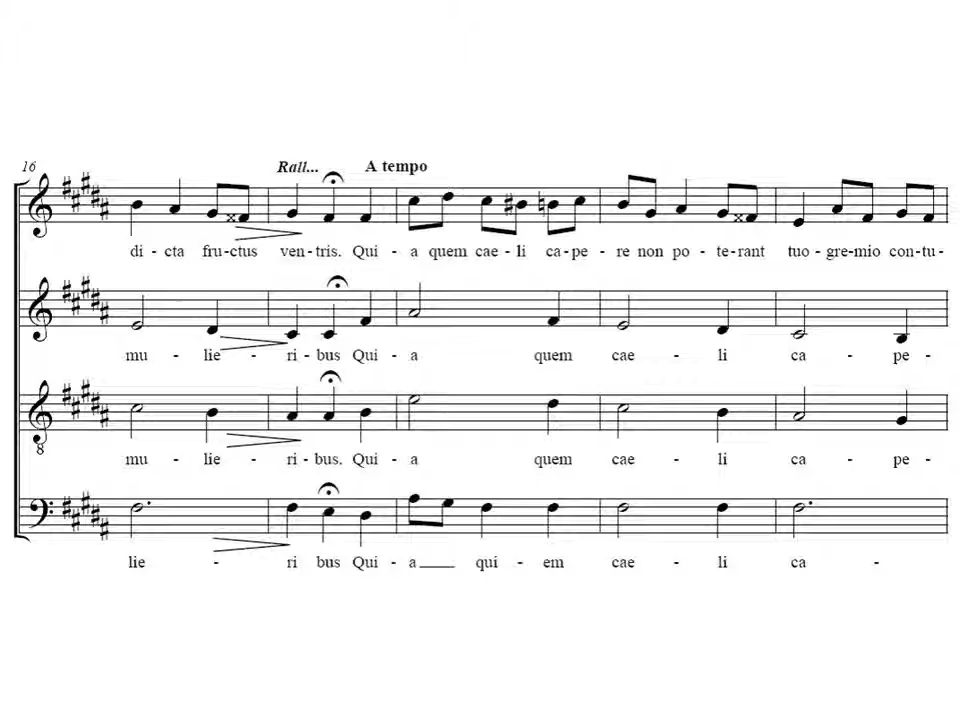 16 Rall... A tempo
di - cta fru-ctus ven-tris. Qui - a quem cae - li ca-pe - re non po - te-rant tuo-gre-mio con-tu-
mu - lie - ri - bus Qui - a quem cae - li ca - pe -
8
mu - lie - ri - bus. Qui - a quem cae - li ca - pe -
lie - ri bus Qui - a____ qui - em cae - li ca -